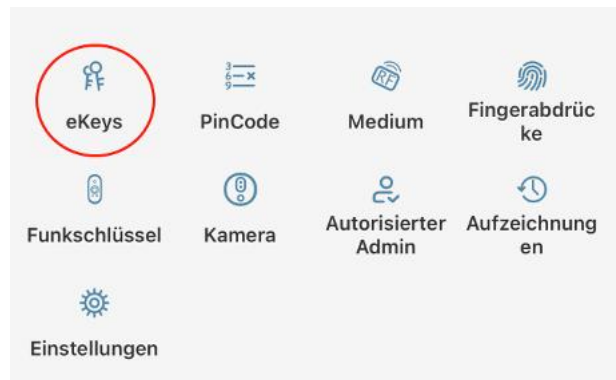 eKeys
PinCode
Medium
Fingerabdrüc
ke
Funkschlüssel
Kamera
Autorisierter
Admin
Aufzeichnung
en
Einstellungen